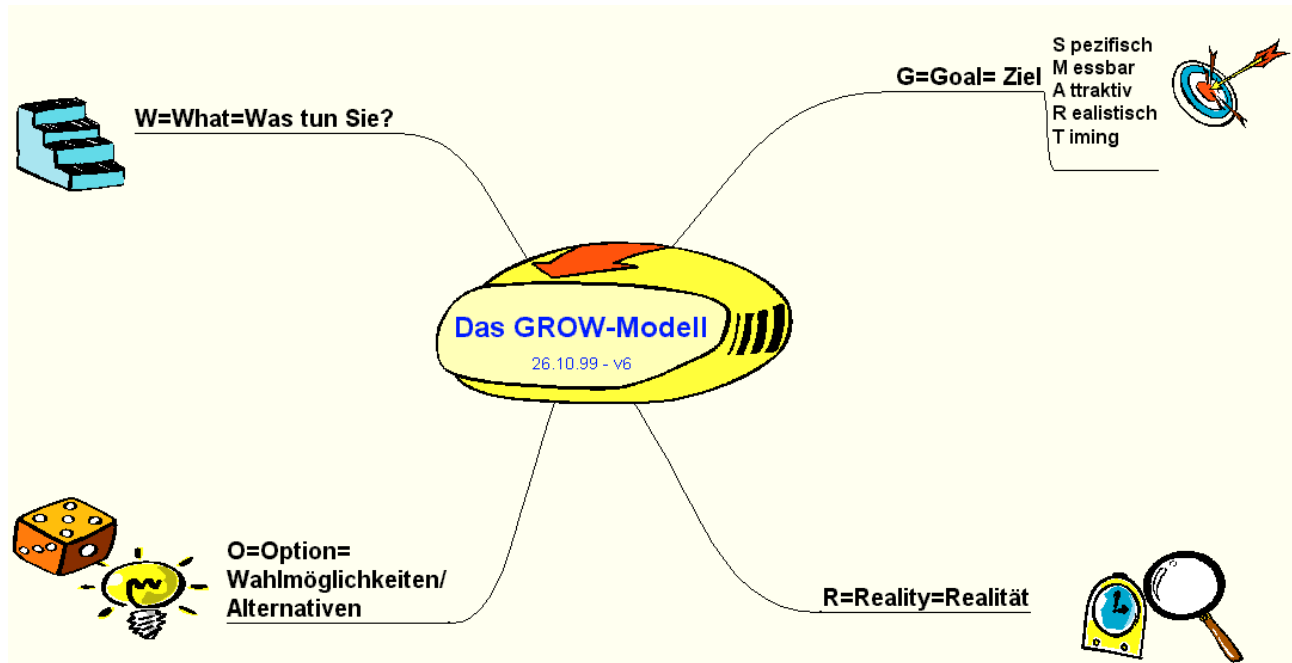 Das GROW-Modell
26.10.99 - v6
G=Goal= Ziel
S pezifisch
M essbar
A ttraktiv
R ealistisch
T iming
R=Reality=Realität
O=Option=
Wahlmöglichkeiten/
Alternativen
W=What=Was tun Sie?